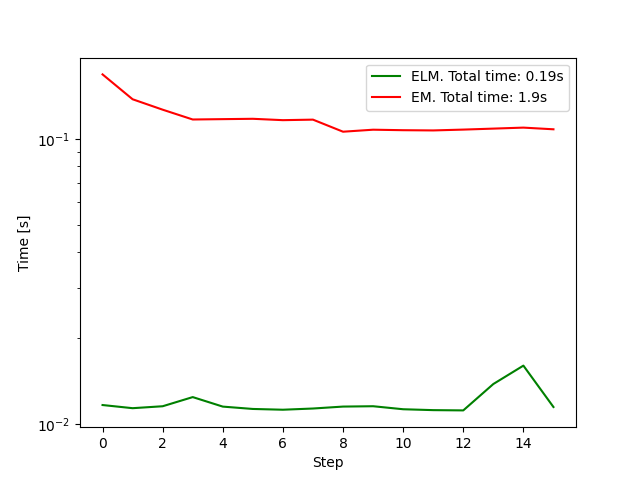 ELM. Total time: 0.19s
EM. Total time: 1.9s
10⁻¹
Time [s]
10⁻²
0 2 4 6 8 10 12 14
Step